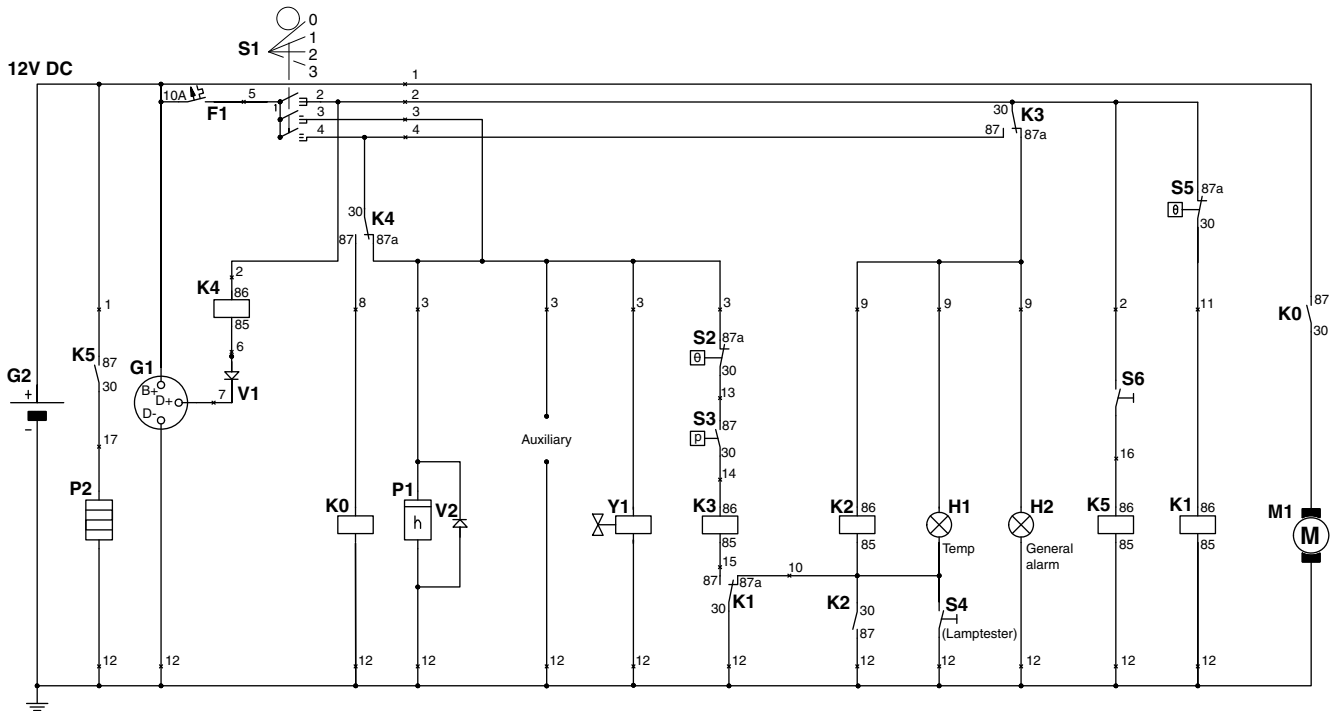 0
S1
1
2
3
12V DC
1
10A
5
F1
1
2
2
3
3
4
4
30
K3
87
87a
S5
87a
θ
30
30
K4
87
87a
2
K4
86
85
1
8
3
3
3
3
9
9
9
2
11
87
K0
30
6
S2
87a
θ
30
K5
87
30
G1
B+
D+
D-
7
V1
G2
+
-
13
S6
S3
87
p
30
Auxiliary
17
14
16
P2
K0
P1
h
V2
Y1
K3
86
85
K2
86
85
H1
Temp
H2
General
alarm
K5
86
85
K1
86
85
M1
M
15
10
87
87a
30
K1
K2
30
87
S4
(Lamptester)
12
12
12
12
12
12
12
12
12
12
12
12